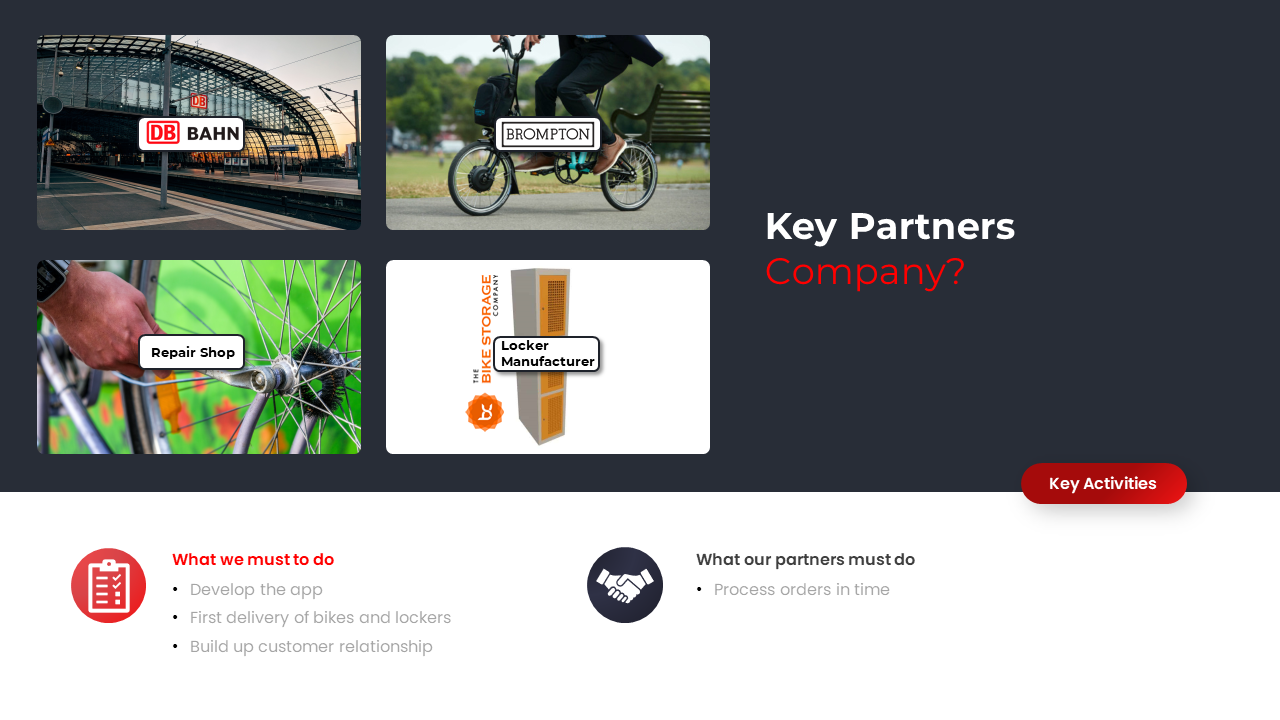 DB
DB BAHN
BROMPTON
Key Partners
Company?
Repair Shop
THE
BIKE STORAGE
COMPANY
Locker
Manufacturer
Key Activities
What we must to do
• Develop the app
• First delivery of bikes and lockers
• Build up customer relationship
What our partners must do
• Process orders in time